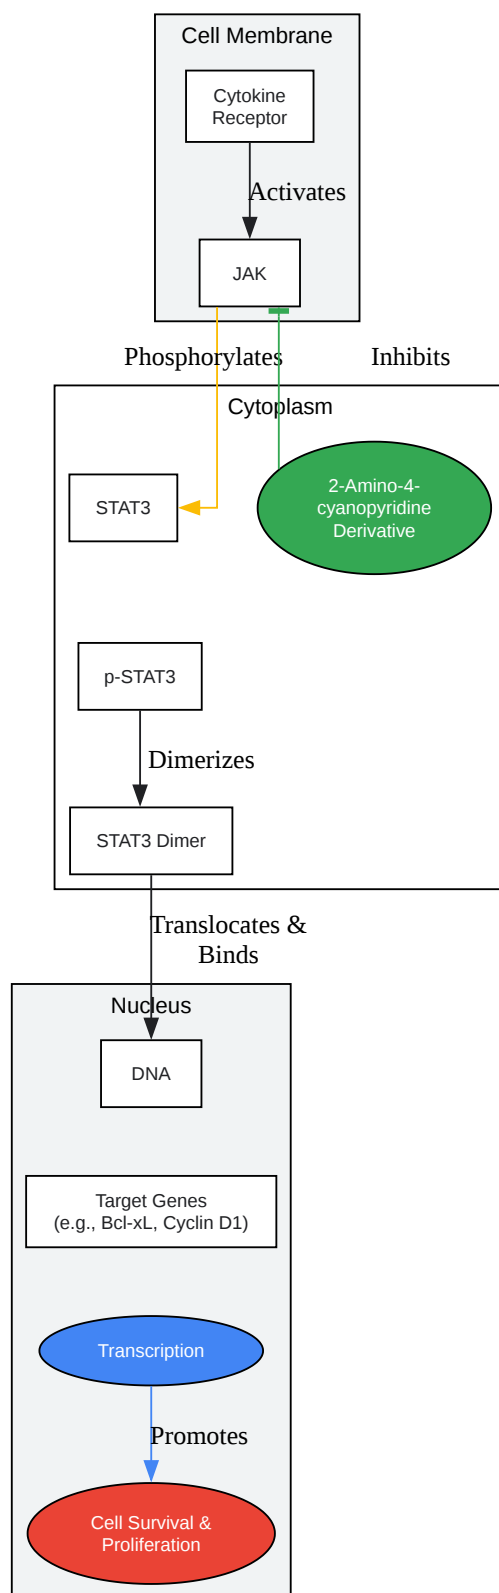 Cell Membrane
Cytokine
Receptor
Activates
JAK
Phosphorylates
Inhibits
Cytoplasm
STAT3
2-Amino-4-
cyanopyridine
Derivative
p-STAT3
Dimerizes
STAT3 Dimer
Translocates &
Binds
Nucleus
DNA
Target Genes
(e.g., Bcl-xL, Cyclin D1)
Transcription
Promotes
Cell Survival &
Proliferation